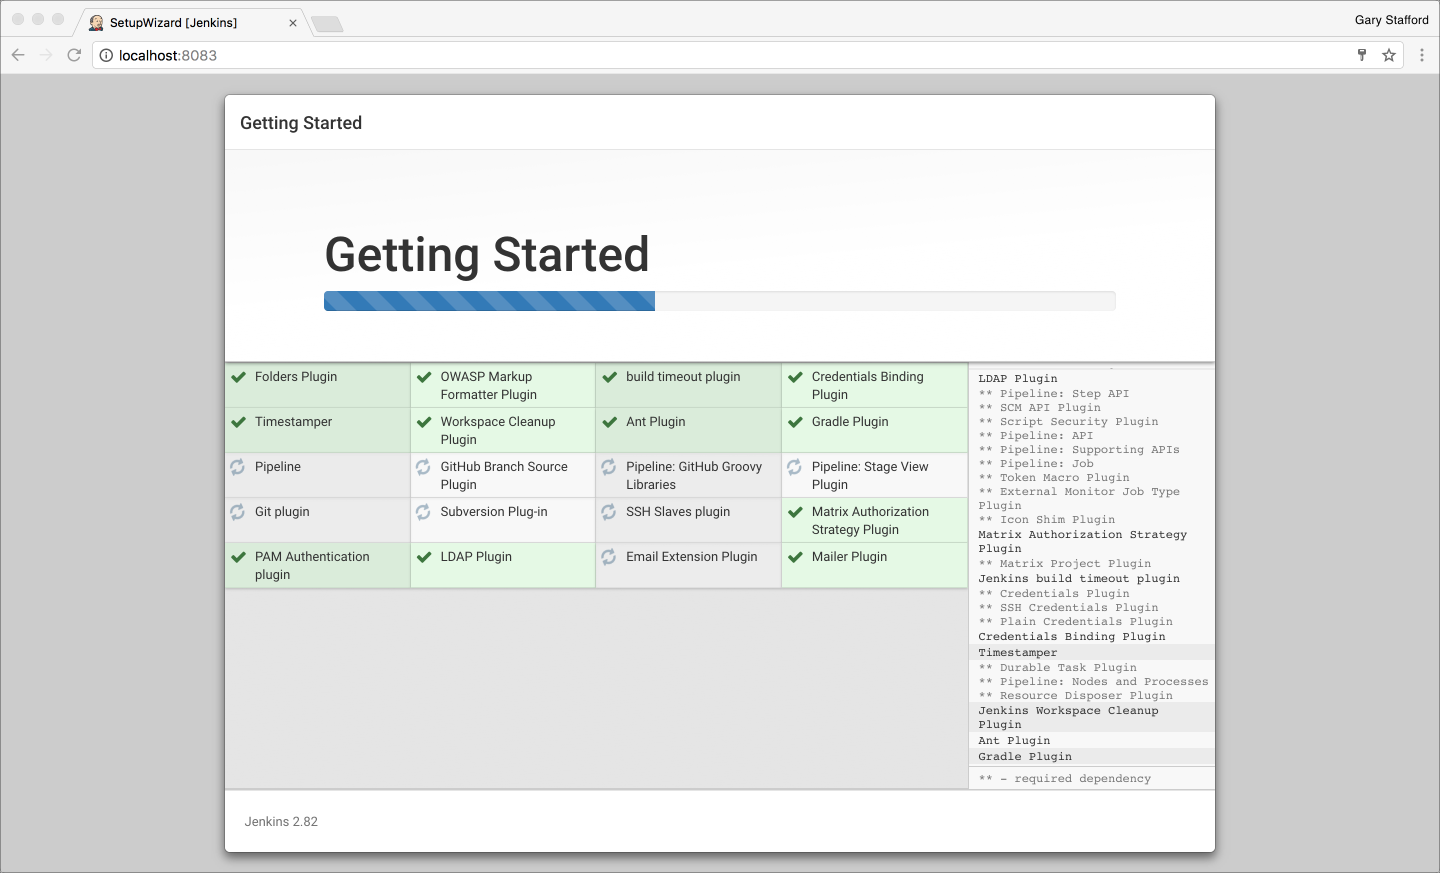 SetupWizard [Jenkins]
Gary Stafford
localhost:8083
Getting Started
Getting Started
Folders Plugin
OWASP Markup
Formatter Plugin
build timeout plugin
Credentials Binding
Plugin
Timestamper
Workspace Cleanup
Plugin
Ant Plugin
Gradle Plugin
Pipeline
GitHub Branch Source
Plugin
Pipeline: GitHub Groovy
Libraries
Pipeline: Stage View
Plugin
Git plugin
Subversion Plug-in
SSH Slaves plugin
Matrix Authorization
Strategy Plugin
PAM Authentication
plugin
LDAP Plugin
Email Extension Plugin
Mailer Plugin
LDAP Plugin
** Pipeline: Step API
** SCM API Plugin
** Script Security Plugin
** Pipeline: API
** Pipeline: Supporting APIs
** Pipeline: Job
** Token Macro Plugin
** External Monitor Job Type
Plugin
** Icon Shim Plugin
Matrix Authorization Strategy
Plugin
** Matrix Project Plugin
Jenkins build timeout plugin
** Credentials Plugin
** SSH Credentials Plugin
** Plain Credentials Plugin
Credentials Binding Plugin
Timestamper
** Durable Task Plugin
** Pipeline: Nodes and Processes
** Resource Disposer Plugin
Jenkins Workspace Cleanup
Plugin
Ant Plugin
Gradle Plugin
** - required dependency
Jenkins 2.82